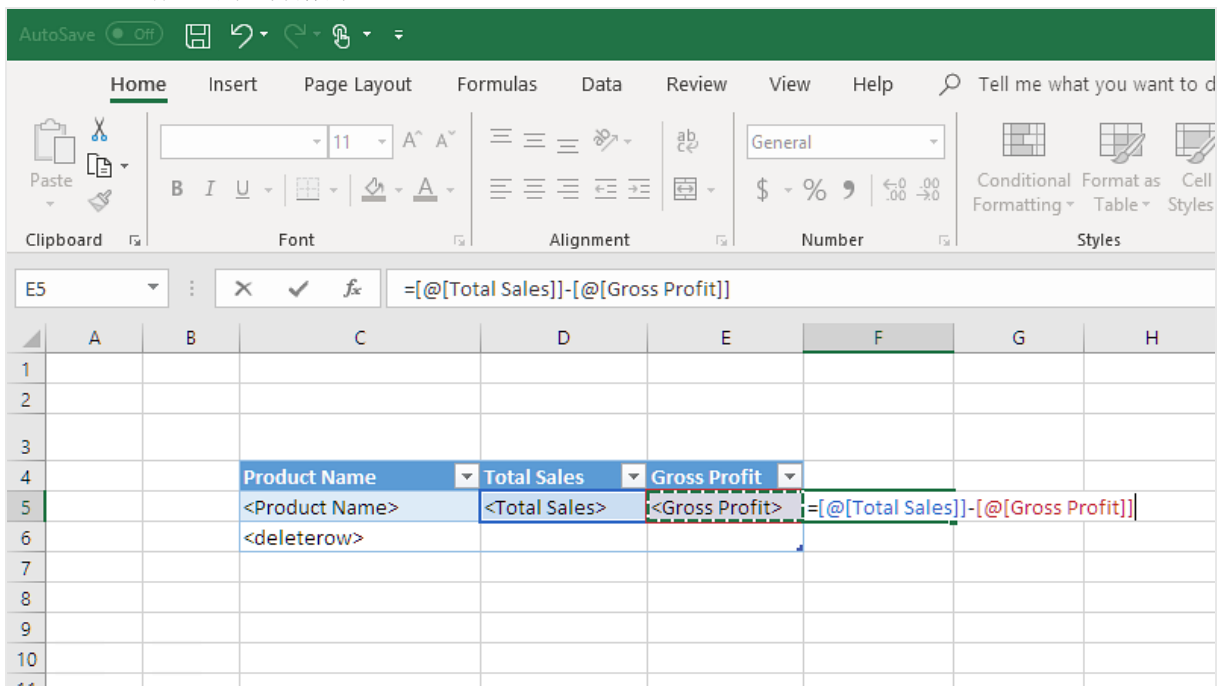 AutoSave Off
Home Insert Page Layout Formulas Data Review View Help Tell me what you want to d
Paste
11 A A
ab
General
B I U A
$ % 9
Conditional Formatting
Format as Table
Cell Styles
Clipboard Font Alignment Number Styles
E5 fx =[@[Total Sales]]-[@[Gross Profit]]
A B C D E F G H
1
2
3
4 Product Name Total Sales Gross Profit
5 <Product Name> <Total Sales> <Gross Profit> =[@[Total Sales]]-[@[Gross Profit]]
6 <deleterow>
7
8
9
10